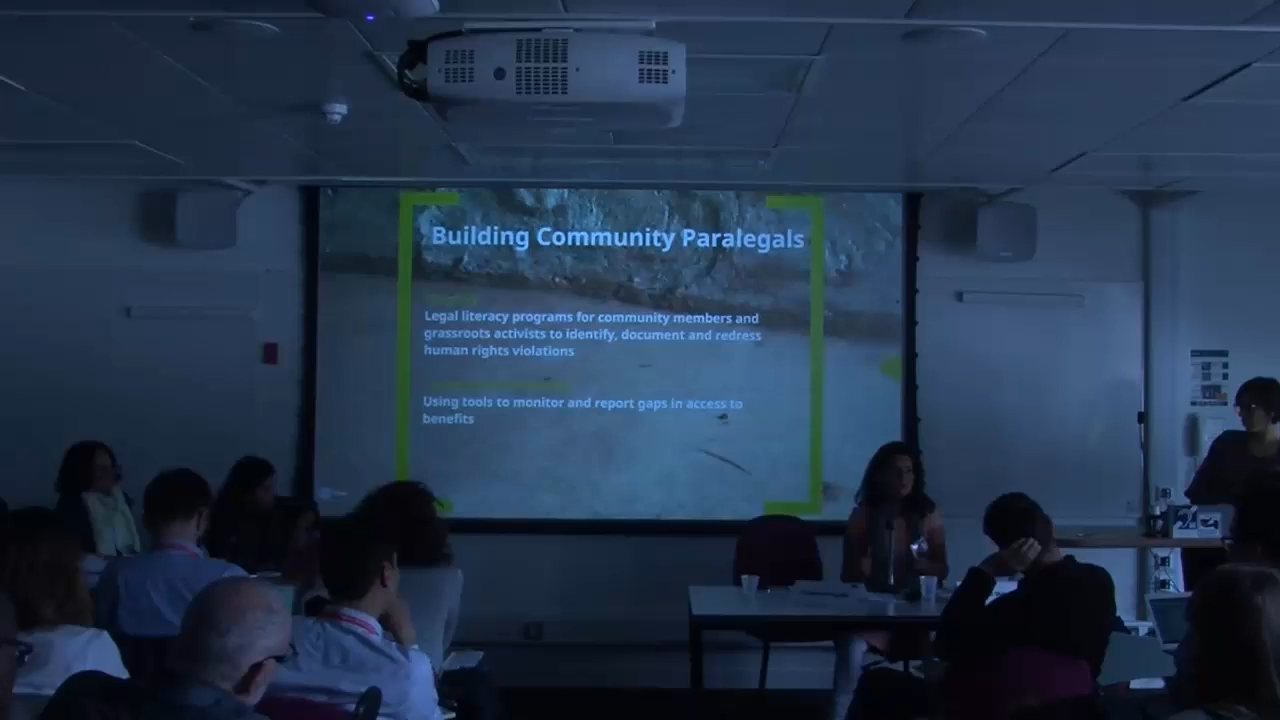 Building Community Paralegals
Legal literacy programs for community members and
grassroots activists to identify, document and redress
human rights violations
Using tools to monitor and report gaps in access to
benefits